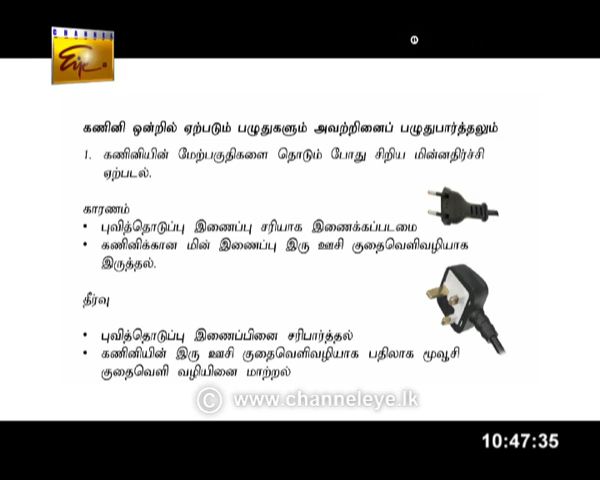 CHANNEL
Eye
கணினி ஒன்றில் ஏற்படும் பழுதுகளும் அவற்றினைப் பழுதுபார்த்தலும்
1. கணினியின் மேற்பகுதிகளை தொடும் போது சிறிய மின்னதிர்ச்சி
ஏற்படல்.
காரணம்
• புவித்தொடுப்பு இணைப்பு சரியாக இணைக்கப்படமை
• கணினிக்கான மின் இணைப்பு இரு ஊசி குதைவெளிவழியாக
இருத்தல்.
தீர்வு
• புவித்தொடுப்பு இணைப்பினை சரிபார்த்தல்
• கணினியின் இரு ஊசி குதைவெளிவழியாக பதிலாக மூவூசி
குதைவெளி வழியினை மாற்றல்
© www.channeleye.lk
10:47:35